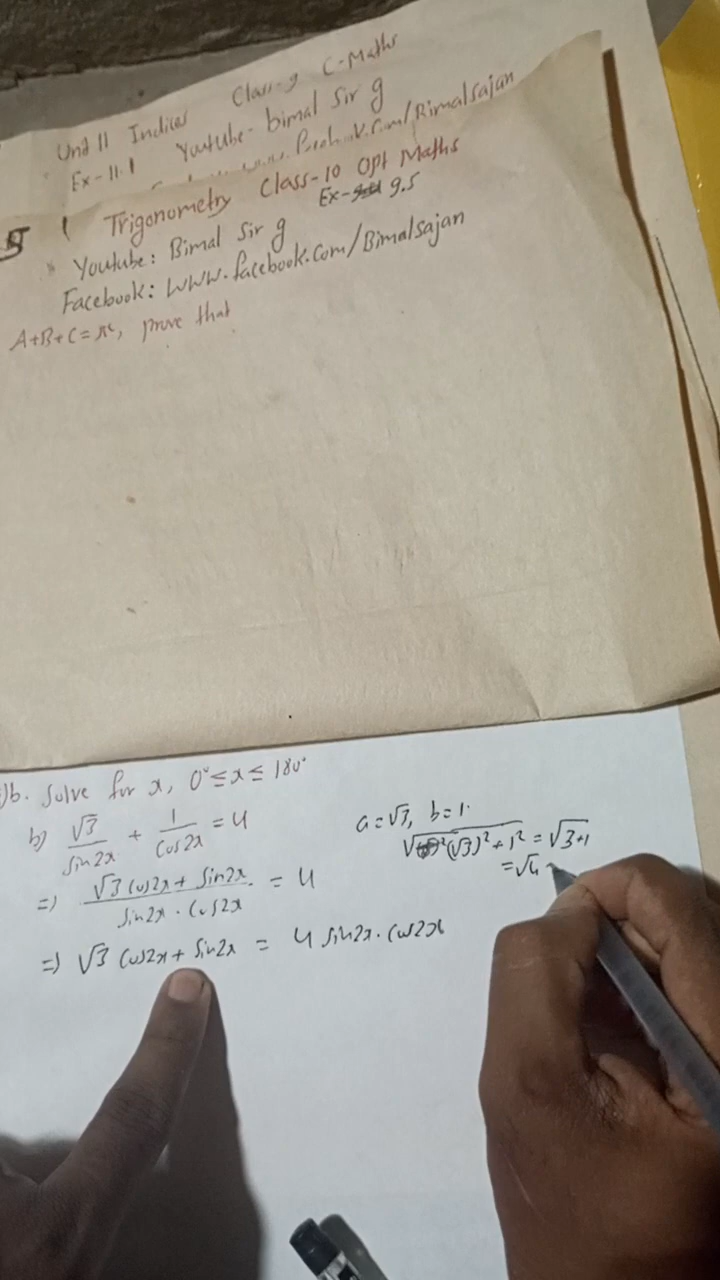 Unit 11 Indices Class-9 C-Maths
Ex-11.1 Youtube- bimal Sir g
Trigonometry Class-10 Opt Maths
Ex- 9.5
Youtube: Bimal Sir g
Facebook: www.facebook.com/Bimalsajan
A+B+C=π, prove that
b. Solve for x, 0°≤x≤ 180°
b) √3/sin2x + 1/cos2x = 4
=) (√3 cos2x + sin2x)/(sin2x · cos2x) = 4
=) √3 cos2x + sin2x = 4 sin2x · cos2x
a=√3, b=1
√(√3)²+1² = √3+1
=√4